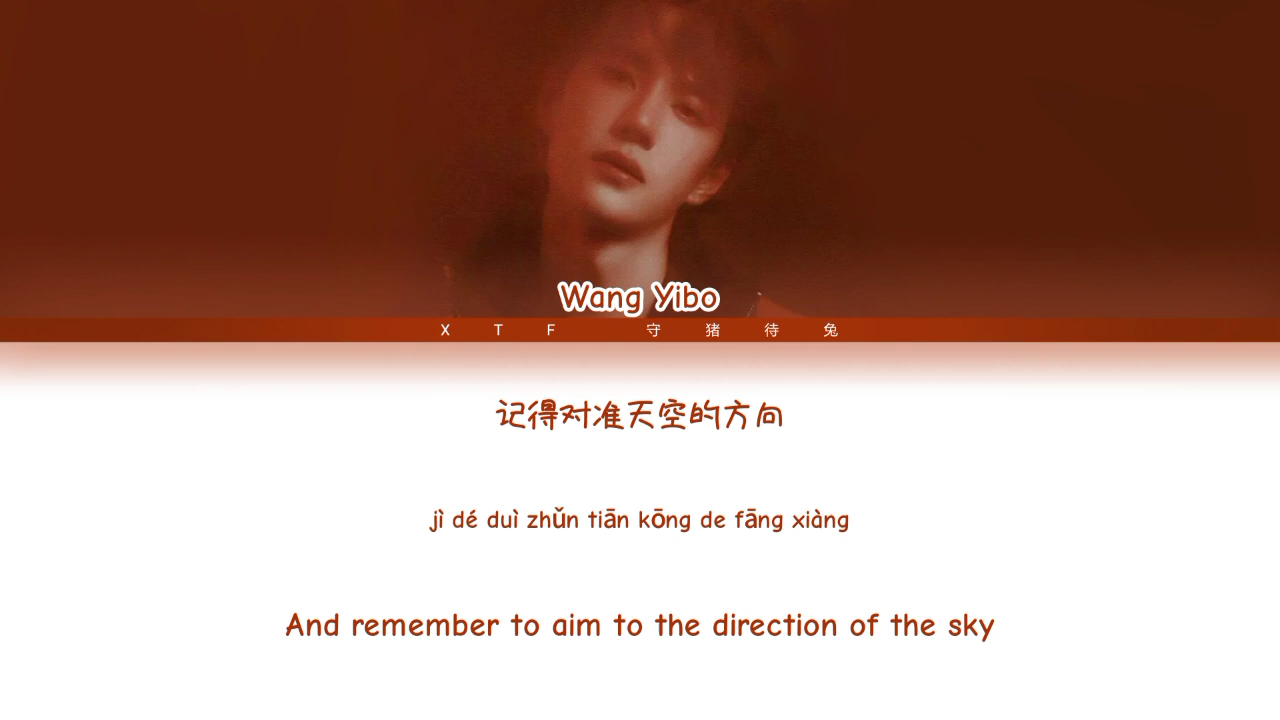 Wang Yibo
X T F 守 猪 待 兔
记得对准天空的方向
jì dé duì zhǔn tiān kōng de fāng xiàng
And remember to aim to the direction of the sky